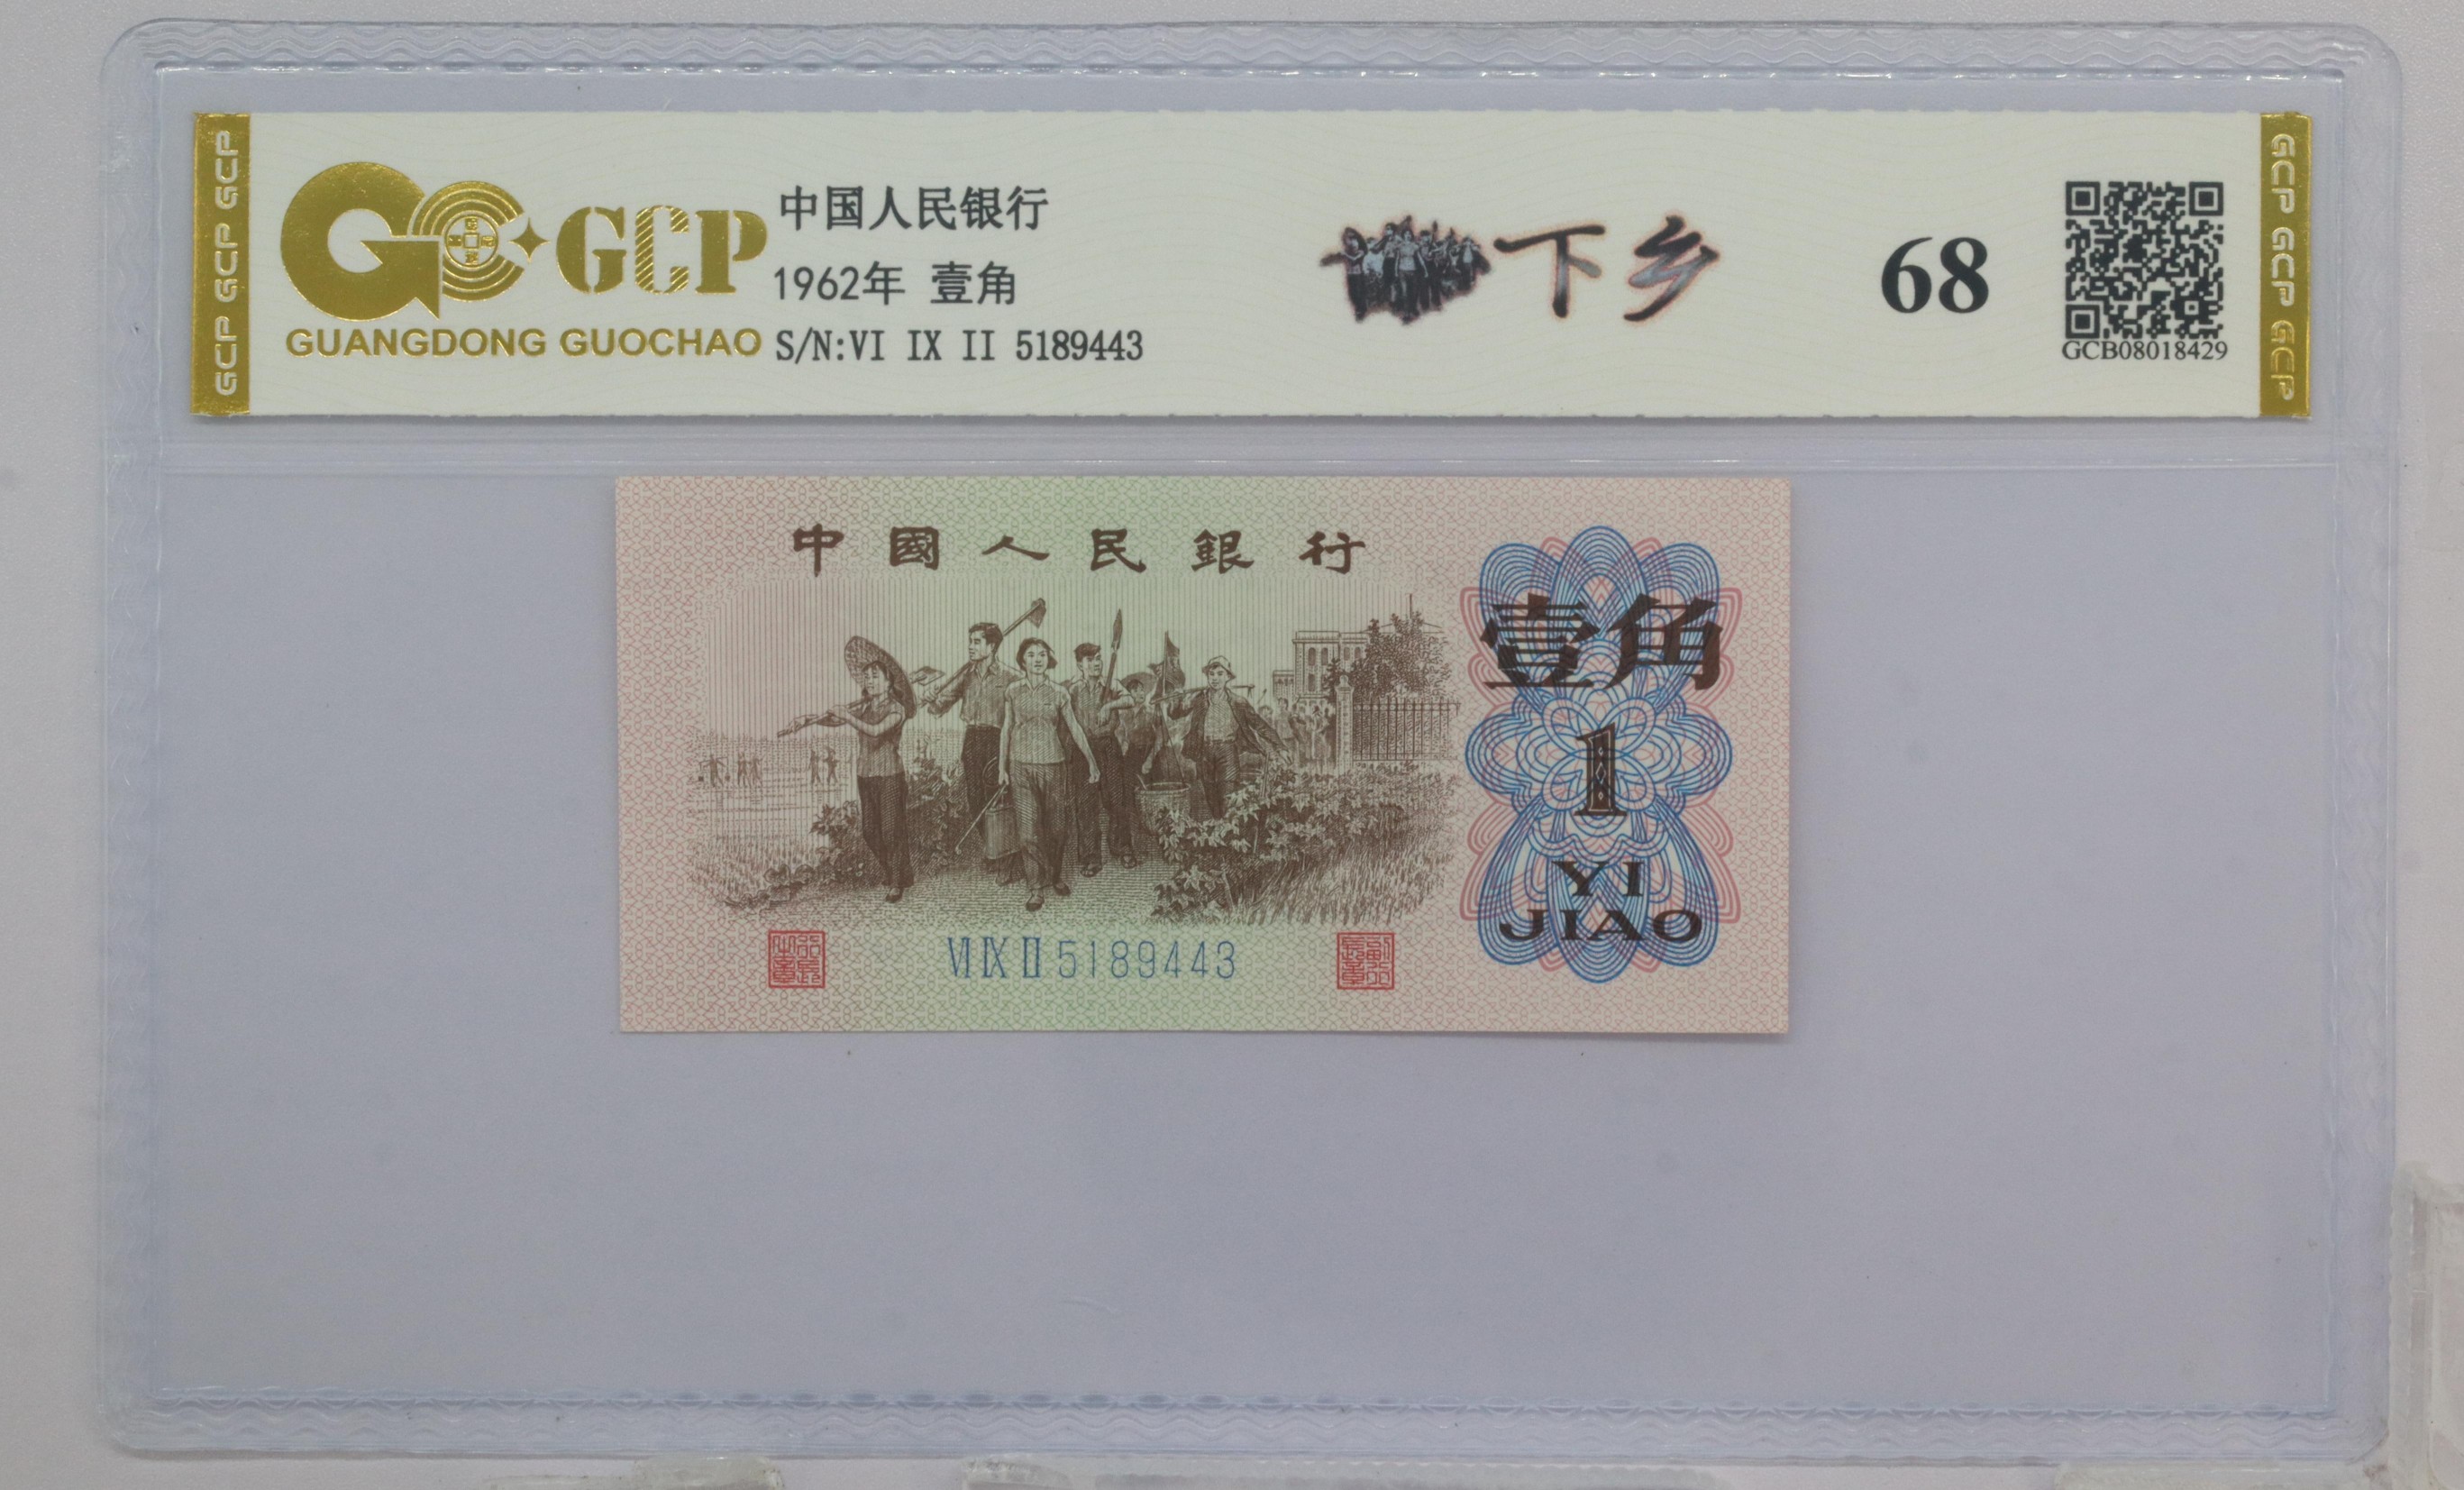 GCP GCP GCP
GCP
GUANGDONG GUOCHAO
中国人民银行
1962年 壹角
S/N:VI IX II 5189443
下乡
68
GCB08018429
GCP GCP GCP
中國人民銀行
壹角
1
YI
JIAO
VI IX II 5189443